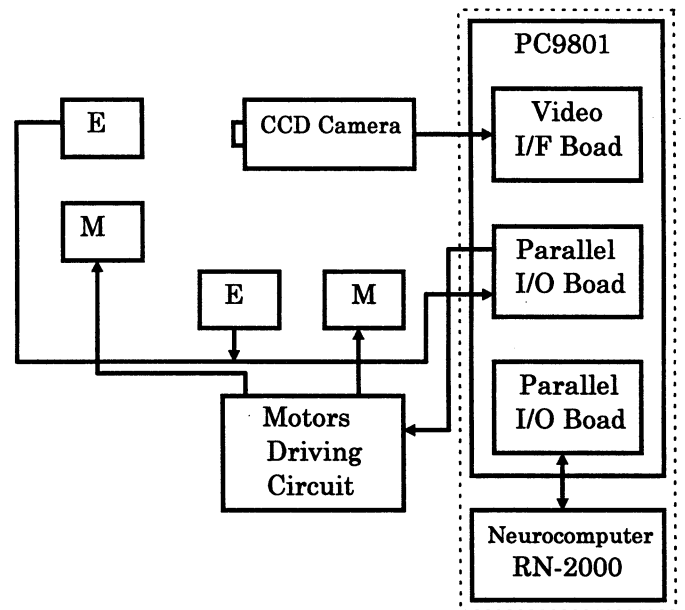 PC9801
E
CCD Camera
Video
I/F Boad
M
Parallel
I/O Boad
E
M
Parallel
I/O Boad
Motors
Driving
Circuit
Neurocomputer
RN-2000